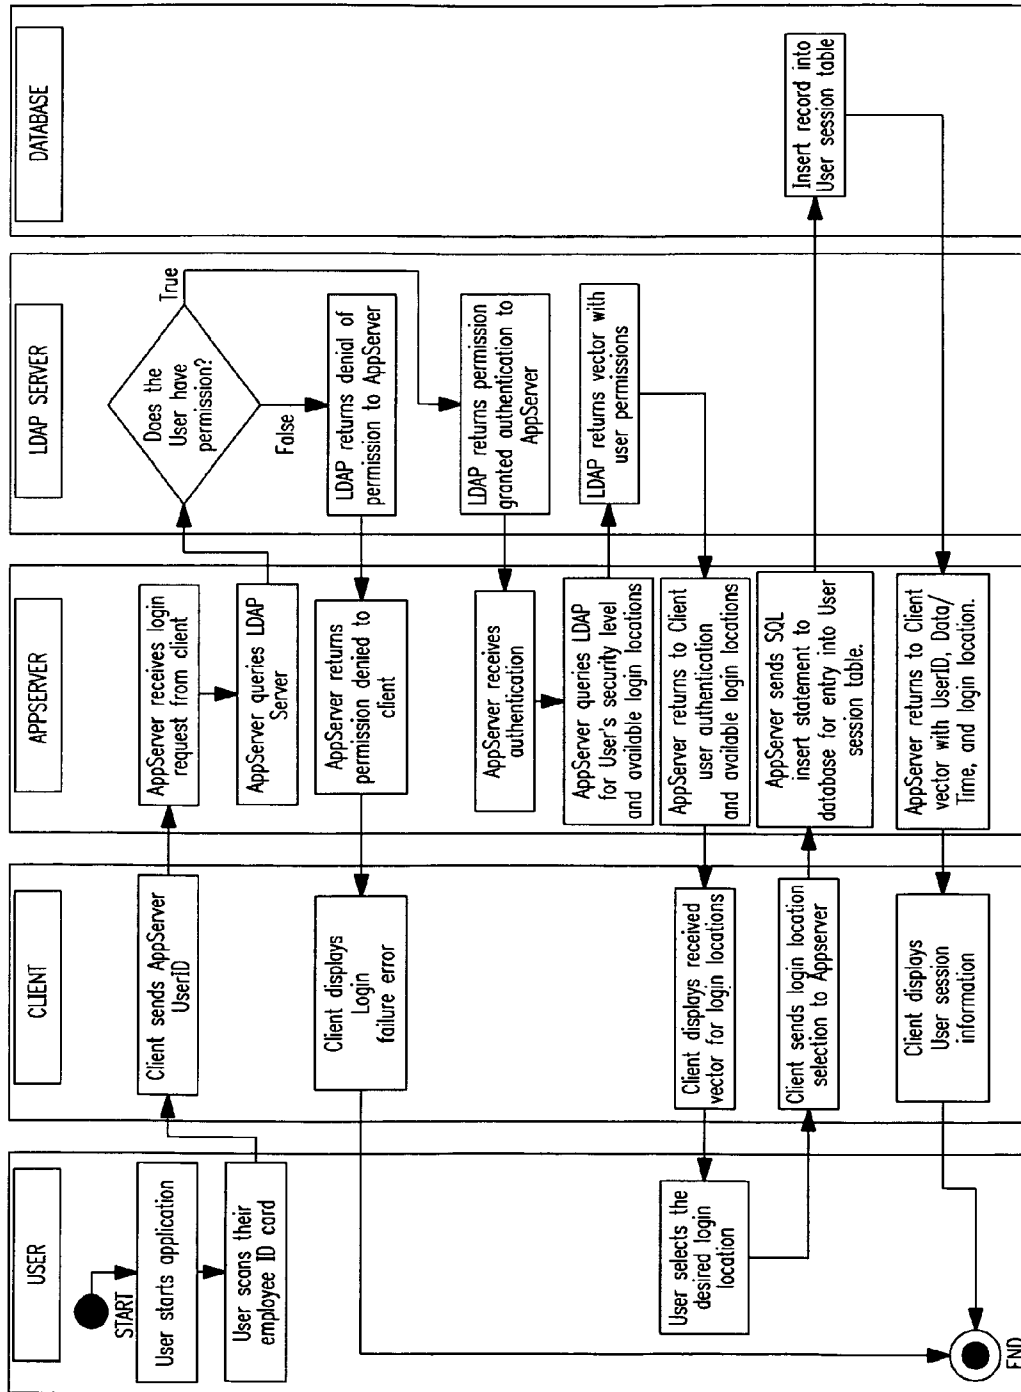 USER
START
User starts application
User scans their
employee ID card
User selects the
desired login
location
END
CLIENT
Client sends AppServer
UserID
Client displays
Login
failure error
Client displays received
vector for login locations
Client sends login location
selection to Appserver
Client displays
User session
information
APPSERVER
AppServer receives login
request from client
AppServer queries LDAP
Server
AppServer returns
permission denied to
client
AppServer receives
authentication
AppServer queries LDAP
for User's security level
and available login locations
AppServer returns to Client
user authentication
and available login locations
AppServer sends SQL
insert statement to
database for entry into User
session table.
AppServer returns to Client
vector with UserID, Data/
Time, and login location.
LDAP SERVER
Does the
User have
permission?
True
False
LDAP returns denial of
permission to AppServer
LDAP returns permission
granted authentication to
AppServer
LDAP returns vector with
user permissions
DATABASE
Insert record into
User session table